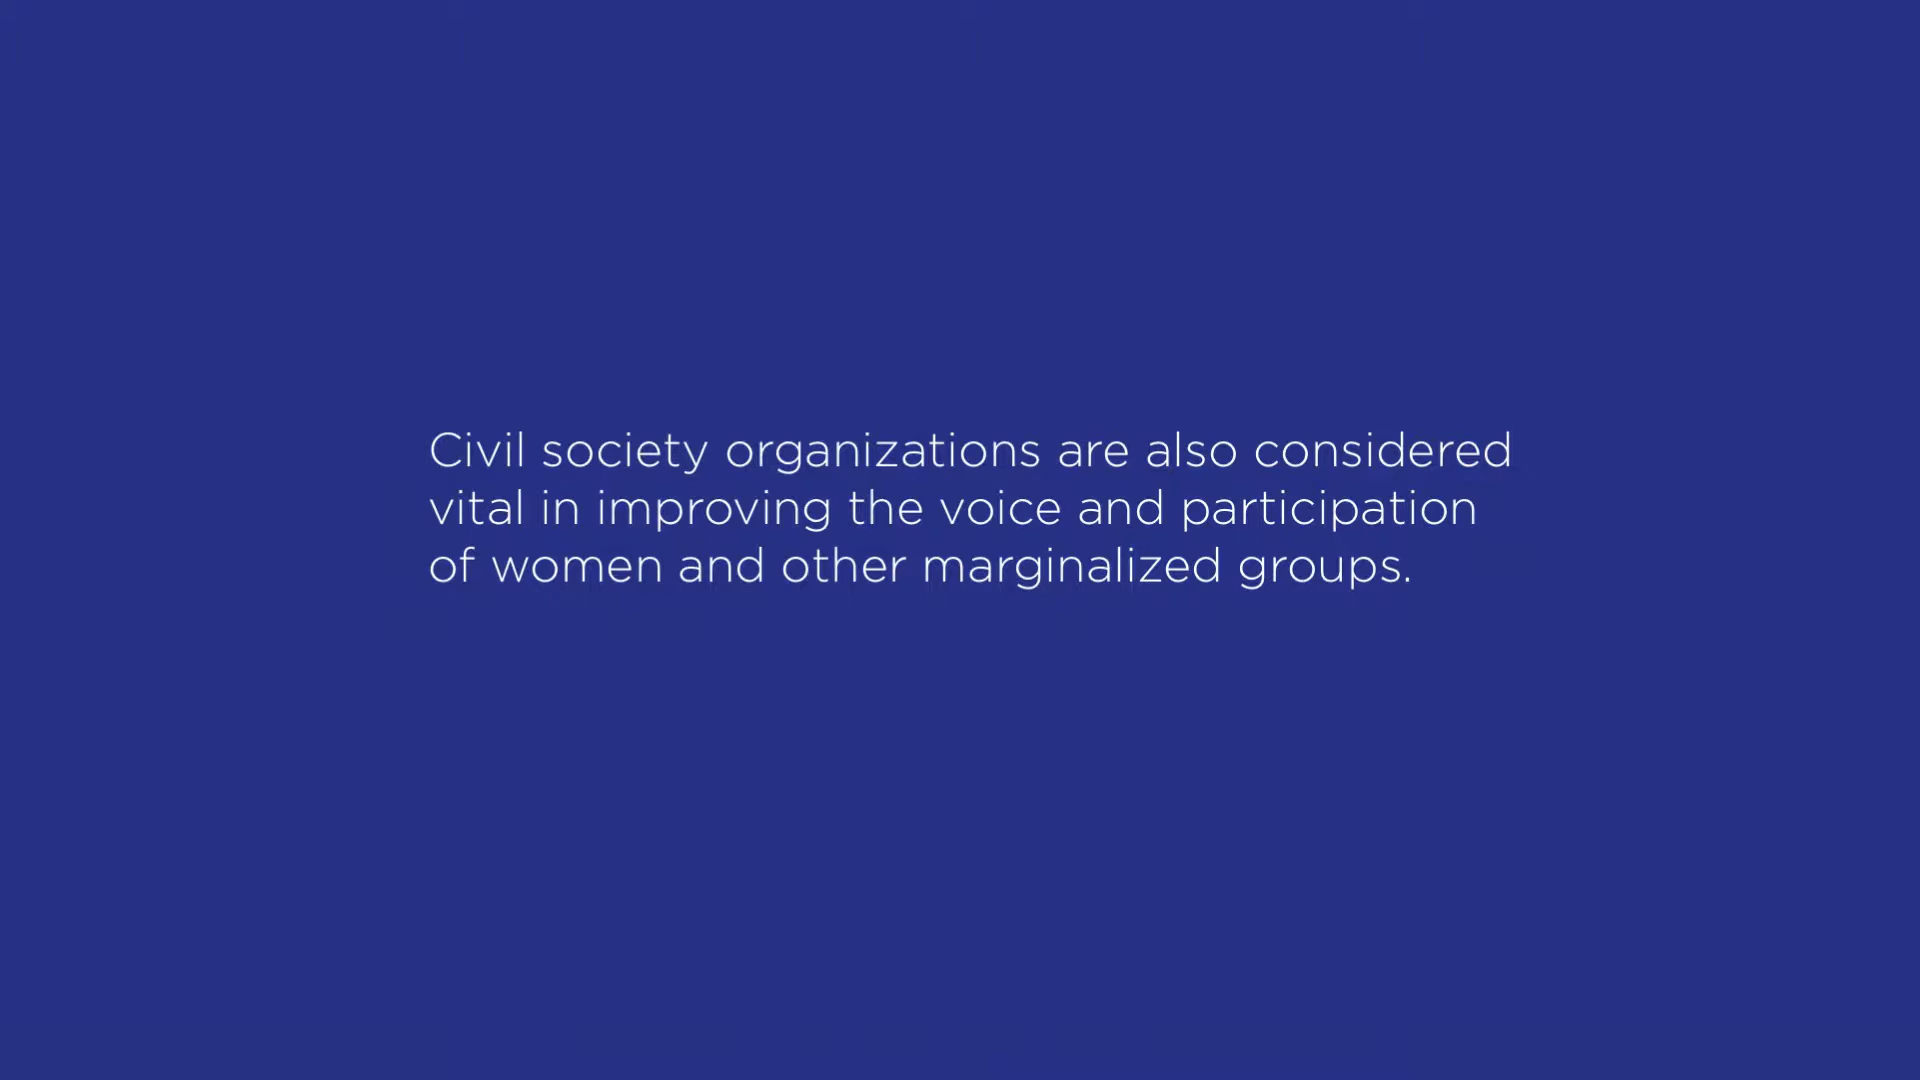 Civil society organizations are also considered
vital in improving the voice and participation
of women and other marginalized groups.